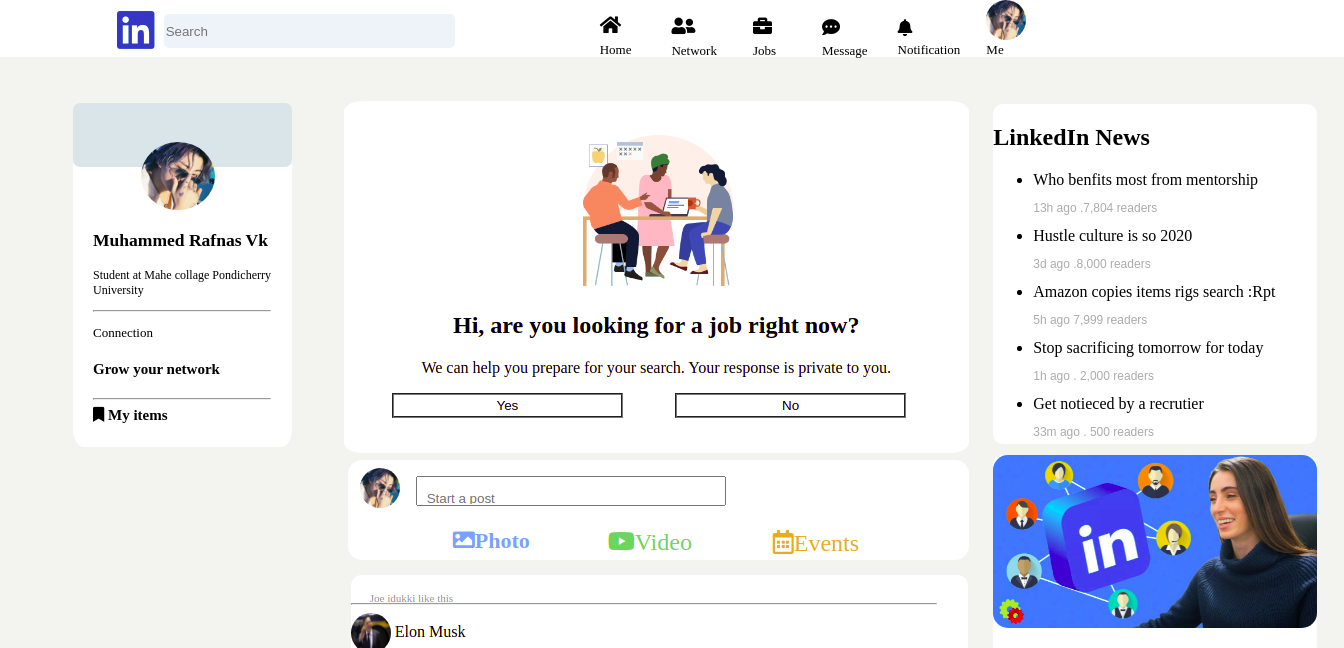 in
Search
Home
Network
Jobs
Message
Notification
Me
Muhammed Rafnas Vk
Student at Mahe collage Pondicherry
University
Connection
Grow your network
My items
Hi, are you looking for a job right now?
We can help you prepare for your search. Your response is private to you.
Yes
No
Start a post
Photo
Video
Events
Joe idukki like this
Elon Musk
LinkedIn News
Who benfits most from mentorship
13h ago .7,804 readers
Hustle culture is so 2020
3d ago .8,000 readers
Amazon copies items rigs search :Rpt
5h ago 7,999 readers
Stop sacrificing tomorrow for today
1h ago . 2,000 readers
Get notieced by a recrutier
33m ago . 500 readers
in